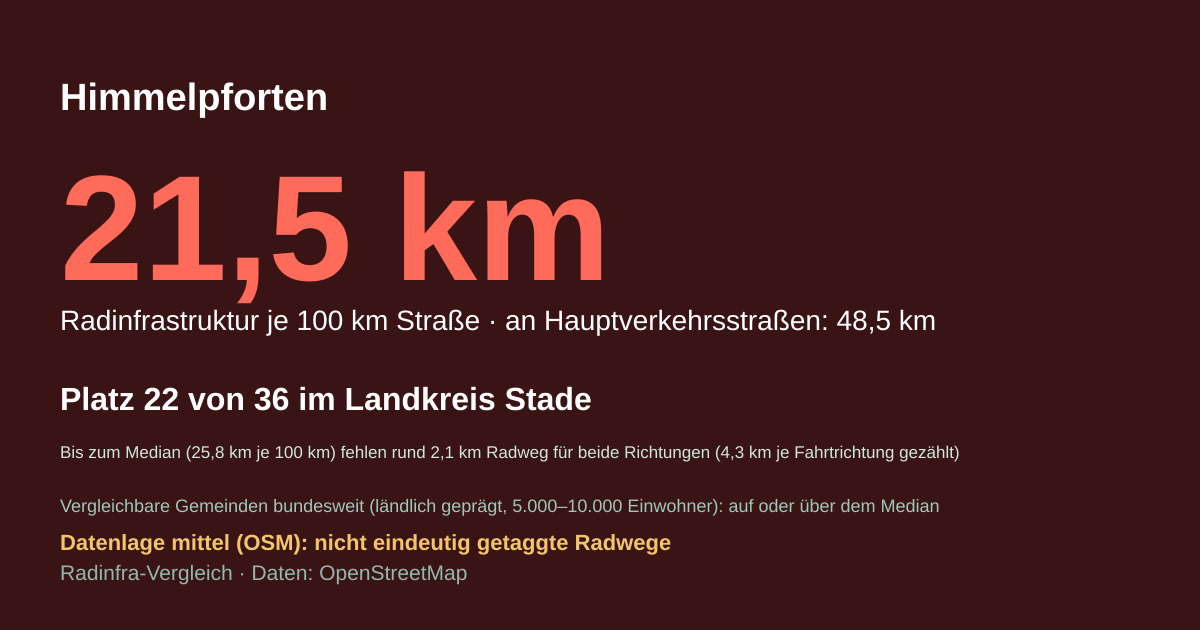 Himmelpforten
21,5 km
Radinfrastruktur je 100 km Straße · an Hauptverkehrsstraßen: 48,5 km
Platz 22 von 36 im Landkreis Stade
Bis zum Median (25,8 km je 100 km) fehlen rund 2,1 km Radweg für beide Richtungen (4,3 km je Fahrtrichtung gezählt)
Vergleichbare Gemeinden bundesweit (ländlich geprägt, 5.000–10.000 Einwohner): auf oder über dem Median
Datenlage mittel (OSM): nicht eindeutig getaggte Radwege
Radinfra-Vergleich · Daten: OpenStreetMap